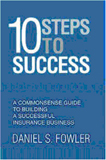 10 STEPS
TO
SUCCESS
A COMMONSENSE GUIDE
TO BUILDING
A SUCCESSFUL
INSURANCE BUSINESS
DANIEL S. FOWLER